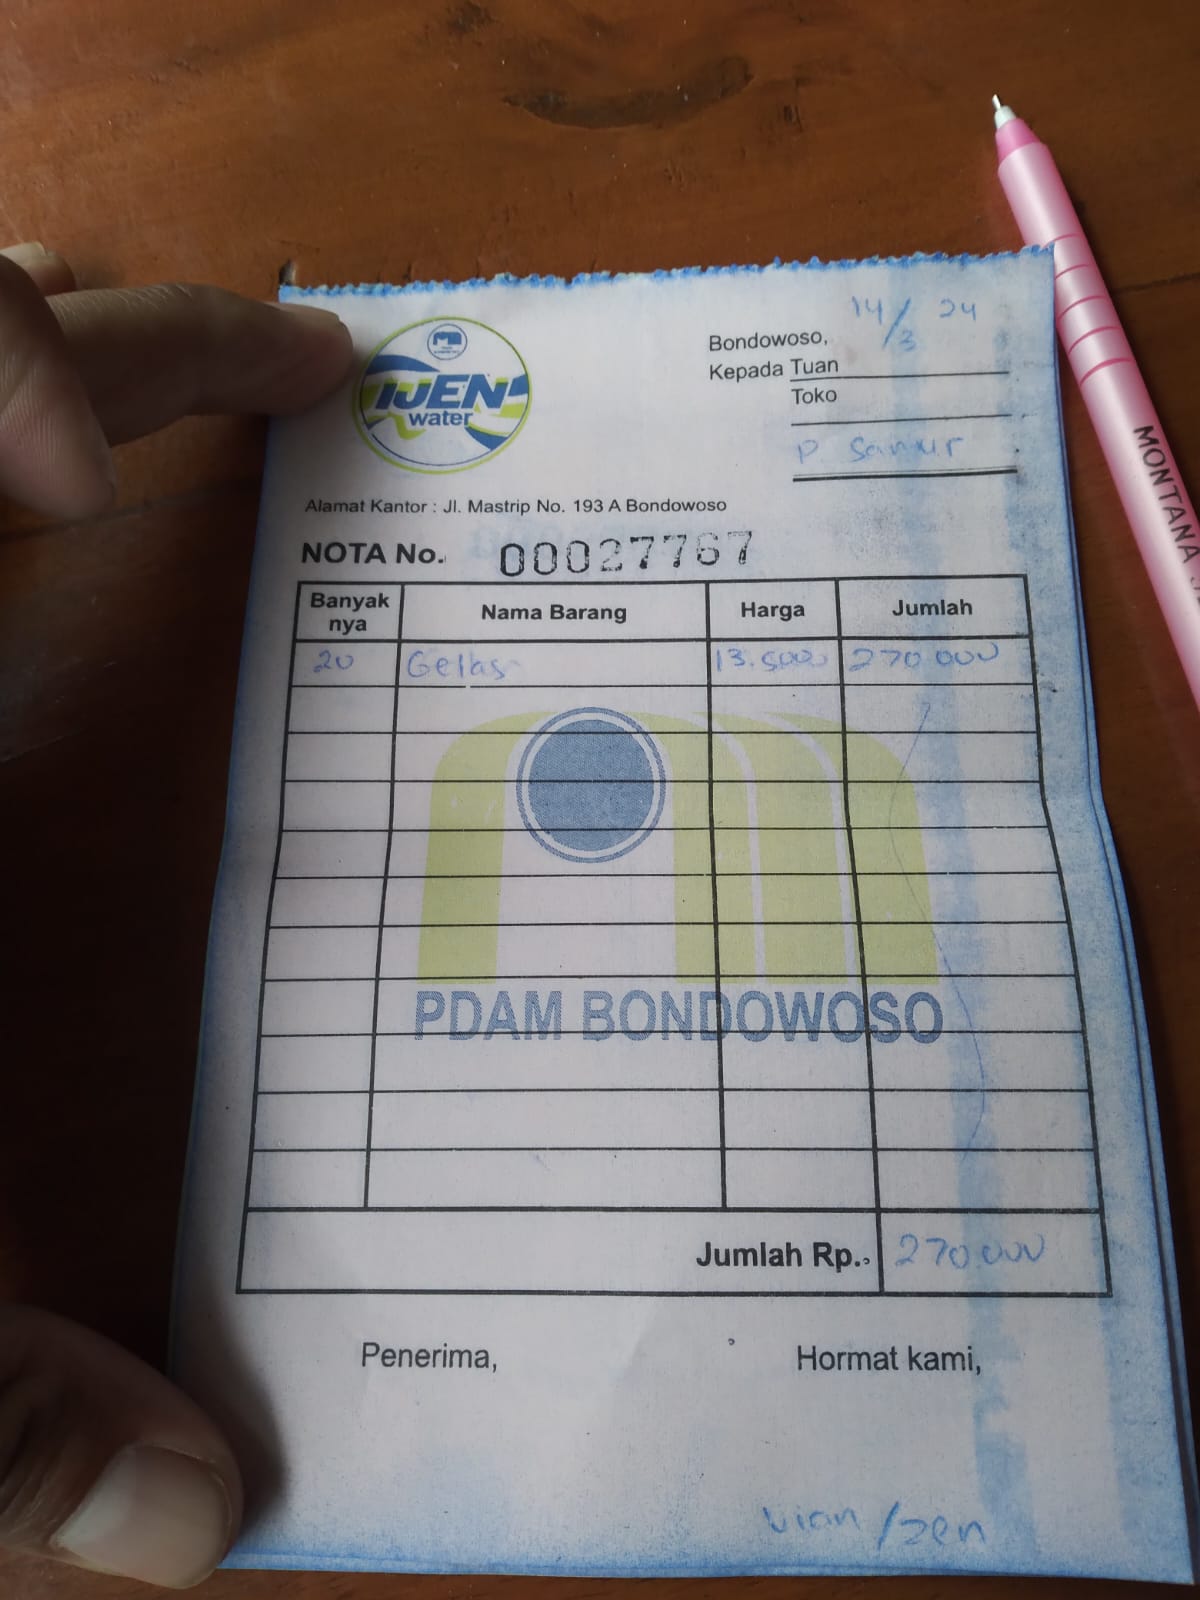 14/3 24
Bondowoso,
Kepada Tuan
Toko
P. Sanur
IJEN
water
Alamat Kantor : Jl. Mastrip No. 193 A Bondowoso
NOTA No. 00027767
Banyak nya Nama Barang Harga Jumlah
20 Gelas 13.5000 270.000
PDAM BONDOWOSO
Jumlah Rp. 270.000
Penerima, Hormat kami,
vian/zen
MONTANA